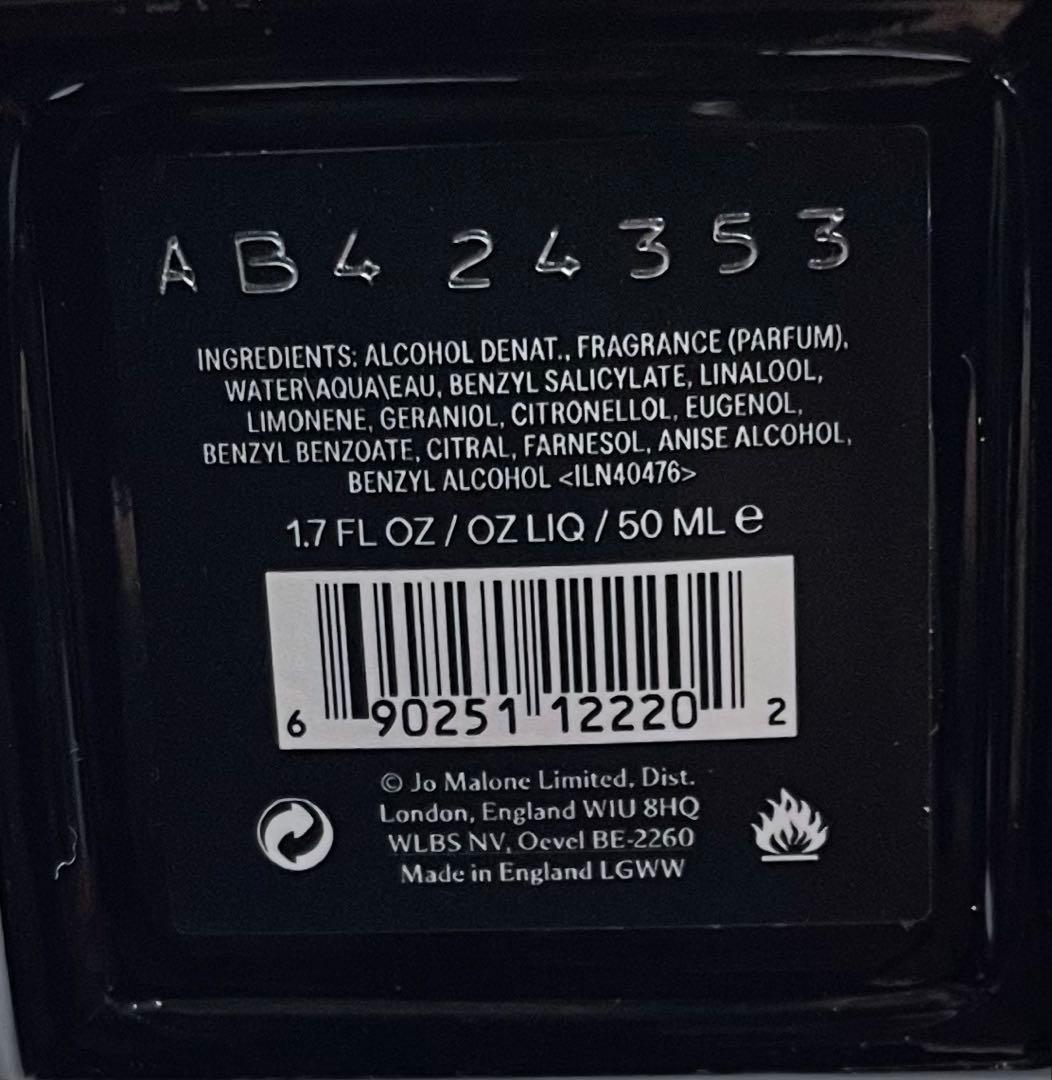 AB4 24353
INGREDIENTS: ALCOHOL DENAT., FRAGRANCE (PARFUM),
WATER\AQUA\EAU, BENZYL SALICYLATE, LINALOOL,
LIMONENE, GERANIOL, CITRONELLOL, EUGENOL,
BENZYL BENZOATE, CITRAL, FARNESOL, ANISE ALCOHOL,
BENZYL ALCOHOL <ILN40476>
1.7 FL OZ / OZ LIQ / 50 ML e
6 90251 12220 2
© Jo Malone Limited, Dist.
London, England W1U 8HQ
WLBS NV, Oevel BE-2260
Made in England LGWW